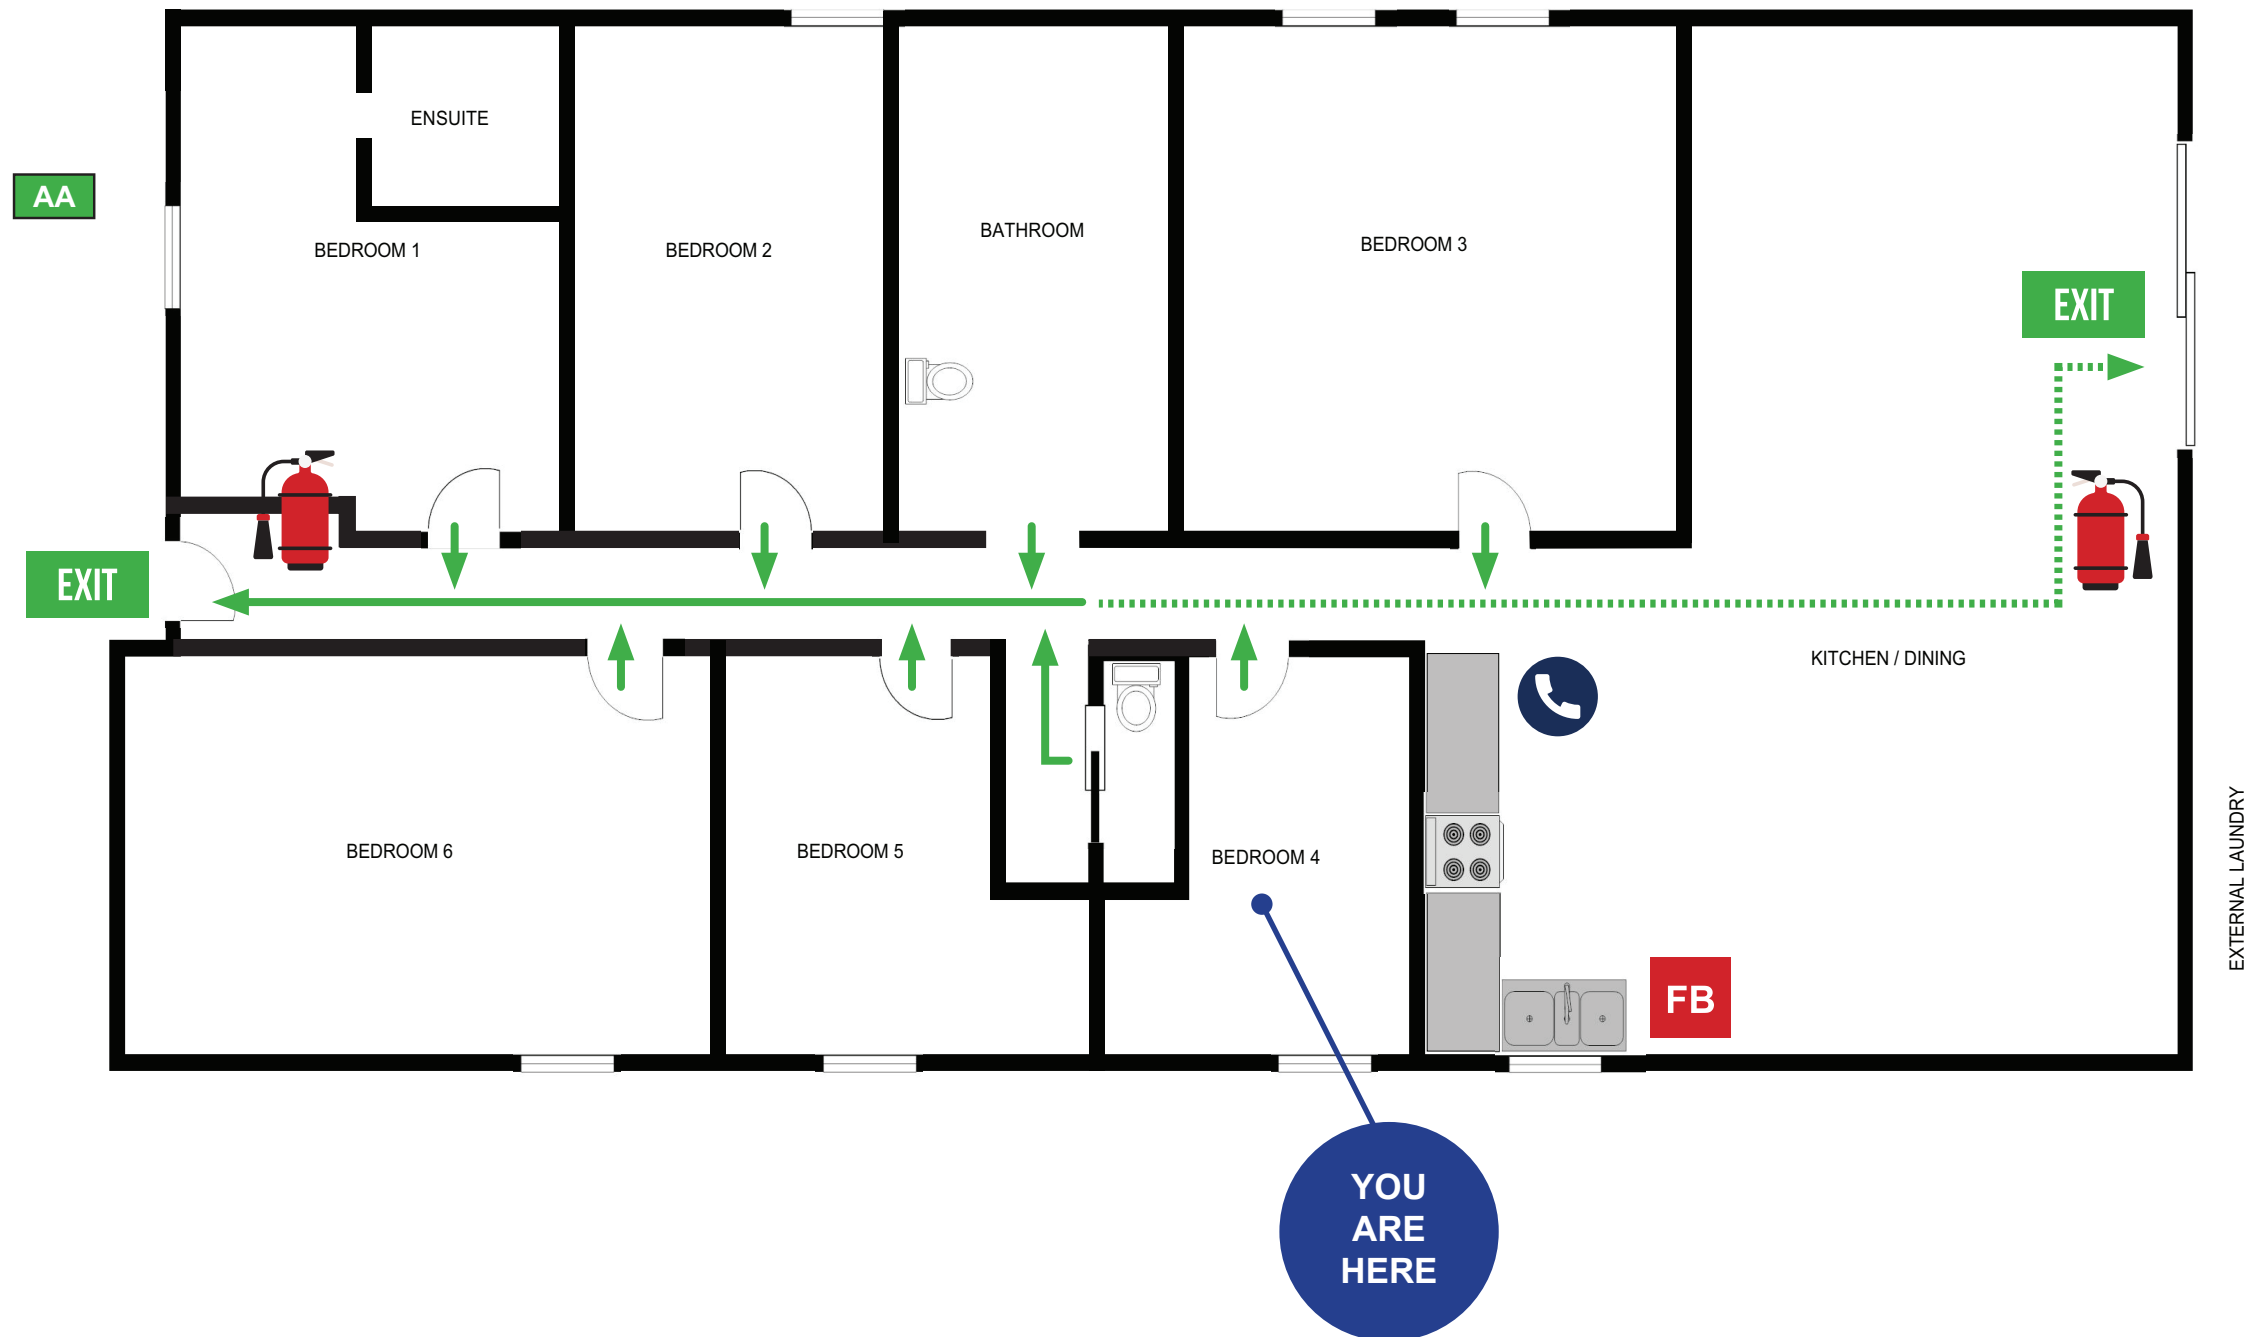 ENSUITE
AA
BATHROOM
BEDROOM 1
BEDROOM 2
BEDROOM 3
EXIT
EXIT
KITCHEN / DINING
BEDROOM 6
BEDROOM 5
BEDROOM 4
EXTERNAL LAUNDRY
FB
YOU
ARE
HERE